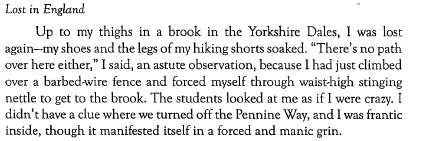 Lost in England
Up to my thighs in a brook in the Yorkshire Dales, I was lost
again—my shoes and the legs of my hiking shorts soaked. “There’s no path
over here either,” I said, an astute observation, because I had just climbed
over a barbed-wire fence and forced myself through waist-high stinging
nettle to get to the brook. The students looked at me as if I were crazy. I
didn’t have a clue where we turned off the Pennine Way, and I was frantic
inside, though it manifested itself in a forced and manic grin.